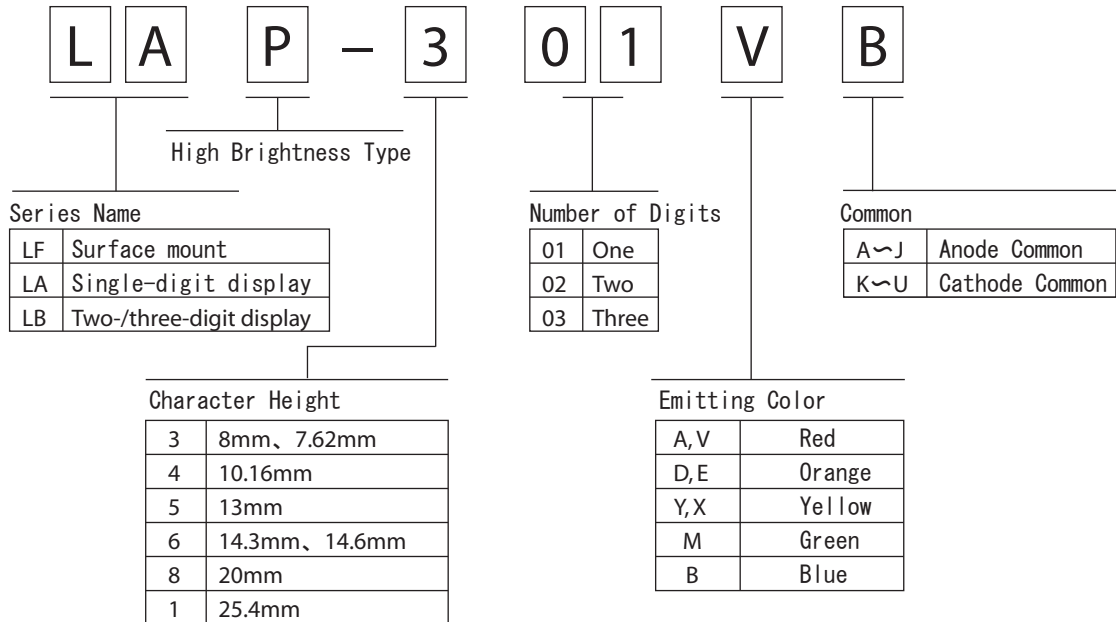 L A P － 3 0 1 V B
High Brightness Type
Series Name
LF Surface mount
LA Single-digit display
LB Two-/three-digit display
Number of Digits
01 One
02 Two
03 Three
Common
A〜J Anode Common
K〜U Cathode Common
Character Height
3 8mm、7.62mm
4 10.16mm
5 13mm
6 14.3mm、14.6mm
8 20mm
1 25.4mm
Emitting Color
A,V Red
D,E Orange
Y,X Yellow
M Green
B Blue